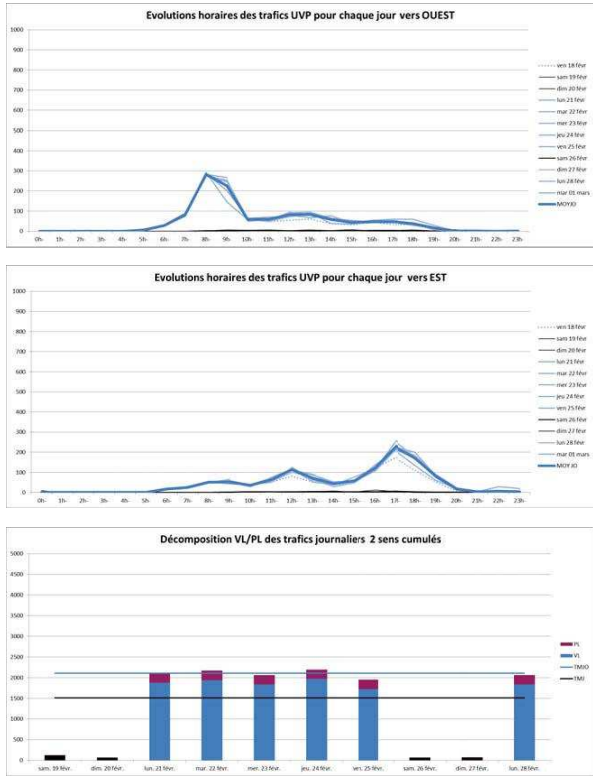 Evolutions horaires des trafics UVP pour chaque jour vers OUEST
1000
900
800
700
600
500
400
300
200
100
0
0h- 1h- 2h- 3h- 4h- 5h- 6h- 7h- 8h- 9h- 10h- 11h- 12h- 13h- 14h- 15h- 16h- 17h- 18h- 19h- 20h- 21h- 22h- 23h-
ven 18 févr
sam 19 févr
dim 20 févr
lun 21 févr
mar 22 févr
mer 23 févr
jeu 24 févr
ven 25 févr
sam 26 févr
dim 27 févr
lun 28 févr
mar 01 mars
MOYJO
Evolutions horaires des trafics UVP pour chaque jour vers EST
1000
900
800
700
600
500
400
300
200
100
0
0h- 1h- 2h- 3h- 4h- 5h- 6h- 7h- 8h- 9h- 10h- 11h- 12h- 13h- 14h- 15h- 16h- 17h- 18h- 19h- 20h- 21h- 22h- 23h-
ven 18 févr
sam 19 févr
dim 20 févr
lun 21 févr
mar 22 févr
mer 23 févr
jeu 24 févr
ven 25 févr
sam 26 févr
dim 27 févr
lun 28 févr
mar 01 mars
MOYJO
Décomposition VL/PL des trafics journaliers 2 sens cumulés
5000
4500
4000
3500
3000
2500
2000
1500
1000
500
0
sam. 19 févr. dim. 20 févr. lun. 21 févr. mar. 22 févr. mer. 23 févr. jeu. 24 févr. ven. 25 févr. sam. 26 févr. dim. 27 févr. lun. 28 févr.
PL
VL
TMJO
TMJ